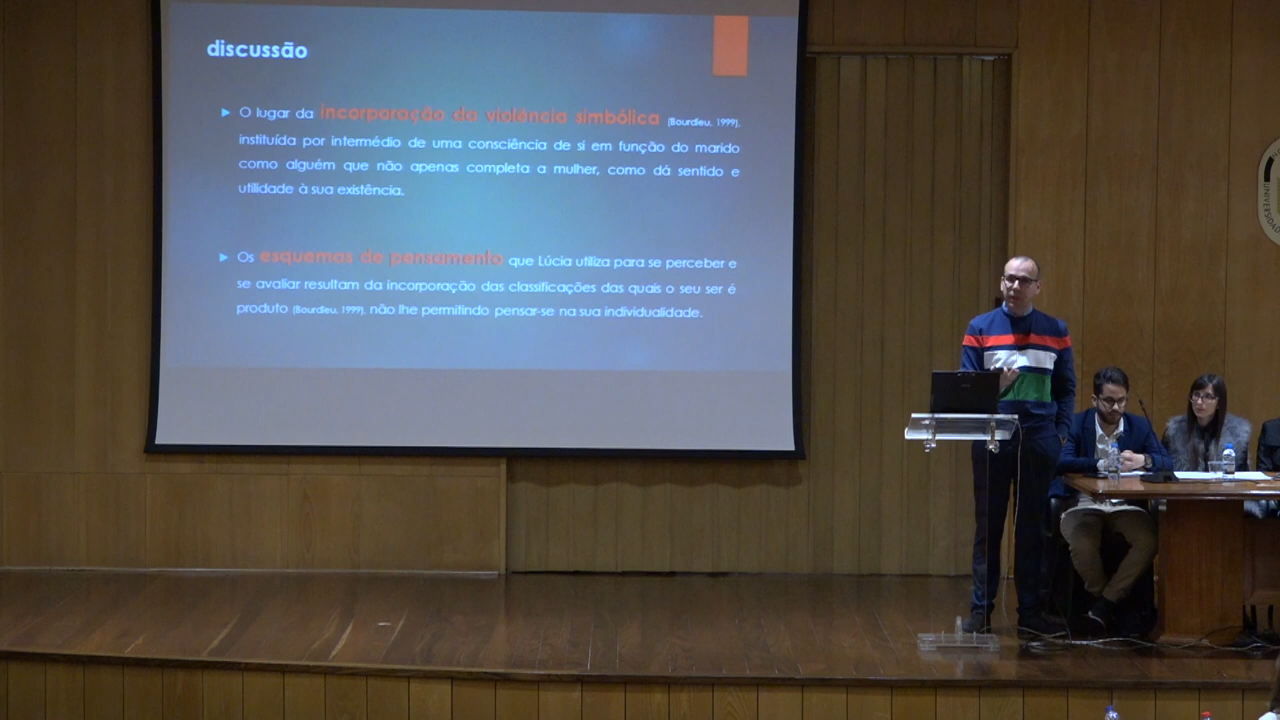 discussão
O lugar da incorporação da violência simbólica (Bourdieu, 1999),
instituída por intermédio de uma consciência de si em função do marido
como alguém que não apenas completa a mulher, como dá sentido e
utilidade à sua existência.
Os esquemas de pensamento que Lúcia utiliza para se perceber e
se avaliar resultam da incorporação das classificações das quais o seu ser é
produto (Bourdieu, 1999), não lhe permitindo pensar-se na sua individualidade.
UNIVERSIDAD